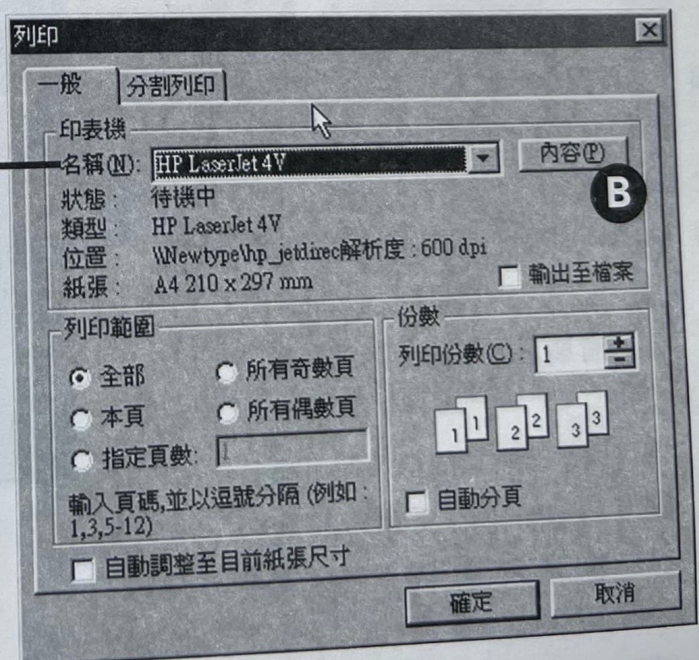 列印
一般
分割列印
印表機
名稱(N): HP LaserJet 4V 內容(P)
B
狀態： 待機中
類型： HP LaserJet 4V
位置： \\Newtype\hp_jetdirec解析度：600 dpi
紙張： A4 210 x 297 mm
輸出至檔案
列印範圍
全部 所有奇數頁
本頁 所有偶數頁
指定頁數: 1
輸入頁碼,並以逗號分隔 (例如：
1,3,5-12)
份數
列印份數(C)： 1
1 1 2 2 3 3
自動分頁
自動調整至目前紙張尺寸
確定 取消